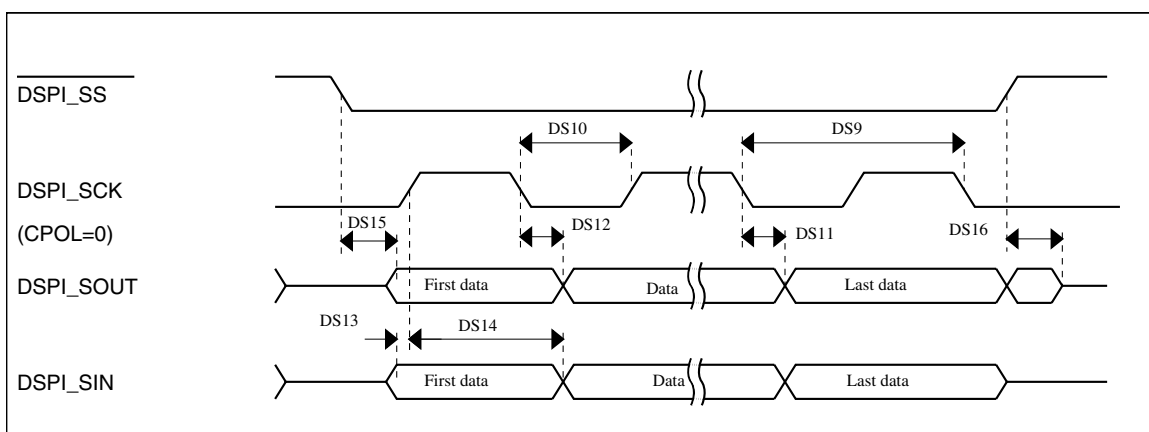 DSPI_SS
DS10
DS9
DSPI_SCK
(CPOL=0)
DS15
DS12
DS11
DS16
DSPI_SOUT
First data
Data
Last data
DS13
DS14
DSPI_SIN
First data
Data
Last data